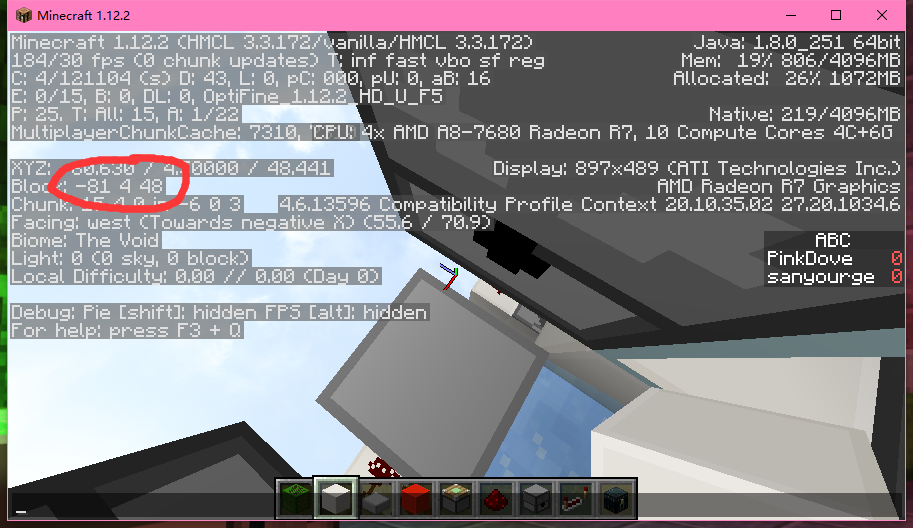 Minecraft 1.12.2
Minecraft 1.12.2 (HMCL 3.3.172/vanilla/HMCL 3.3.172)
184/30 fps (0 chunk updates) T: inf fast vbo sf reg
C: 4/121104 (s) D: 43, L: 0, pC: 000, pU: 0, aB: 16
E: 0/15, B: 0, DL: 0, OptiFine_1.12.2_HD_U_F5
P: 25. T: All: 15, A: 1/22
MultiplayerChunkCache: 7310, CPU: 4x AMD A8-7680 Radeon R7, 10 Compute Cores 4C+6G
Java: 1.8.0_251 64bit
Mem: 19% 806/4096MB
Allocated: 26% 1072MB
Native: 219/4096MB
XYZ: / 48.441
Block: -81 4 48
Chunk: 0 3
Facing: west (Towards negative X) (55.6 / 70.9)
Biome: The Void
Light: 0 (0 sky, 0 block)
Local Difficulty: 0.00 // 0.00 (Day 0)
Debug: Pie [shift]: hidden FPS [alt]: hidden
For help: press F3 + Q
Display: 897x489 (ATI Technologies Inc.)
AMD Radeon R7 Graphics
4.6.13596 Compatibility Profile Context 20.10.35.02 27.20.1034.6
ABC
PinkDove 0
sanyourge 0